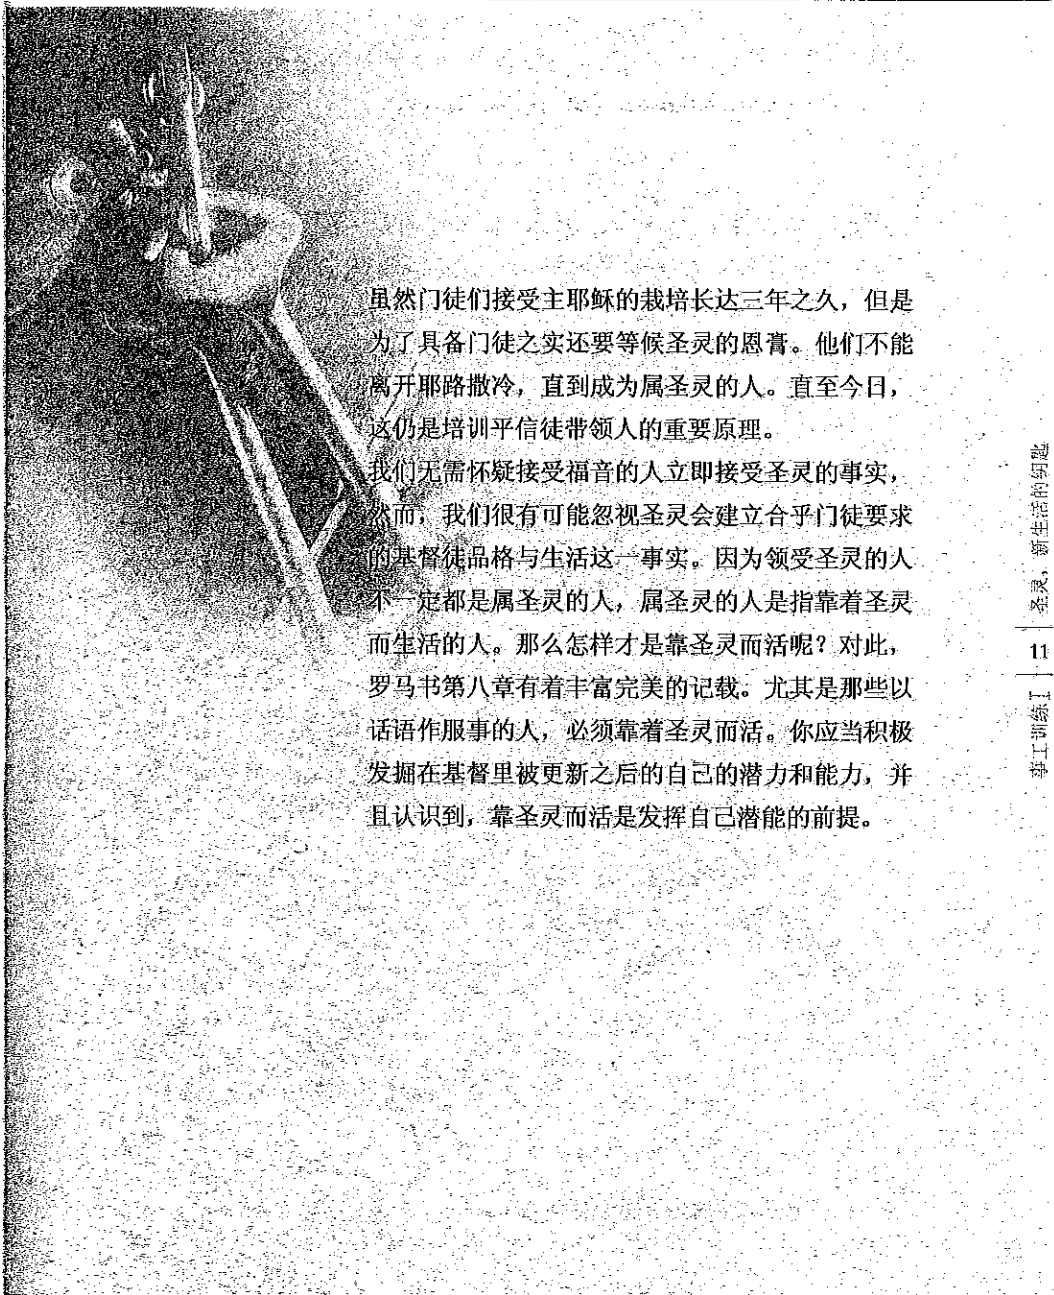 虽然门徒们接受主耶稣的栽培长达三年之久，但是
为了具备门徒之实还要等候圣灵的恩膏。他们不能
离开耶路撒冷，直到成为属圣灵的人。直至今日，
这仍是培训平信徒带领人的重要原理。
我们无需怀疑接受福音的人立即接受圣灵的事实，
然而，我们很有可能忽视圣灵会建立合乎门徒要求
的基督徒品格与生活这一事实。因为领受圣灵的人
不一定都是属圣灵的人，属圣灵的人是指靠着圣灵
而生活的人。那么怎样才是靠圣灵而活呢？对此，
罗马书第八章有着丰富完美的记载。尤其是那些以
话语作服事的人，必须靠着圣灵而活。你应当积极
发掘在基督里被更新之后的自己的潜力和能力，并
且认识到，靠圣灵而活是发挥自己潜能的前提。
圣灵，新生活的钥匙
11
事工训练 I